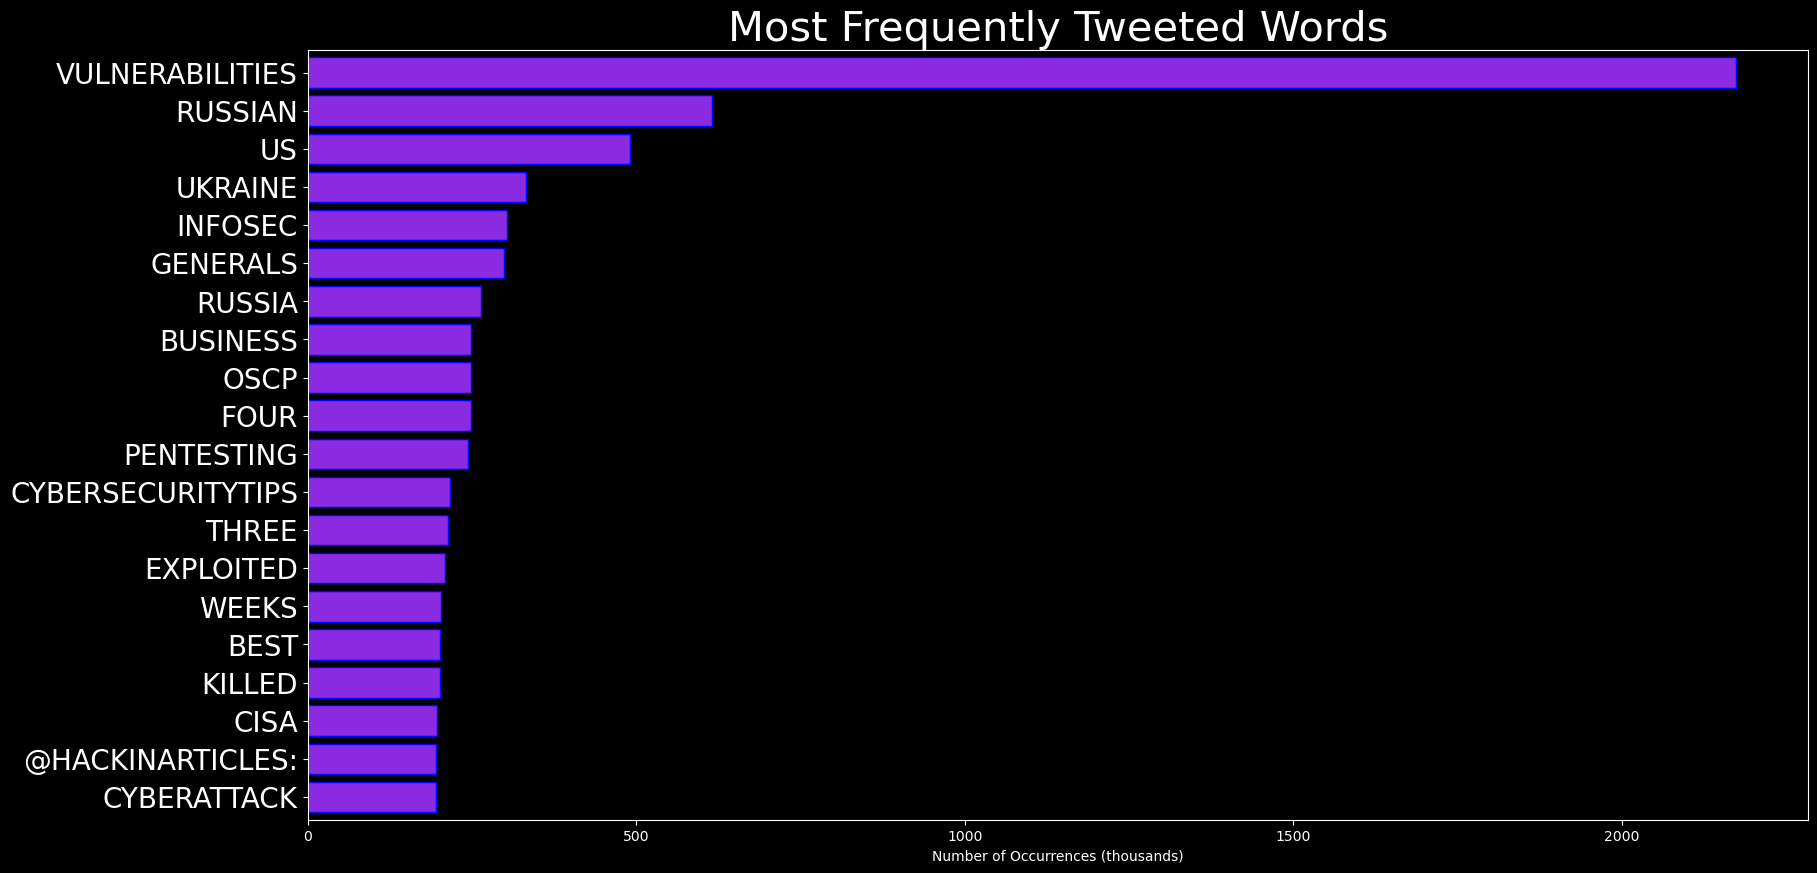 Most Frequently Tweeted Words
VULNERABILITIES
RUSSIAN
US
UKRAINE
INFOSEC
GENERALS
RUSSIA
BUSINESS
OSCP
FOUR
PENTESTING
CYBERSECURITYTIPS
THREE
EXPLOITED
WEEKS
BEST
KILLED
CISA
@HACKINARTICLES:
CYBERATTACK
0 500 1000 1500 2000
Number of Occurrences (thousands)